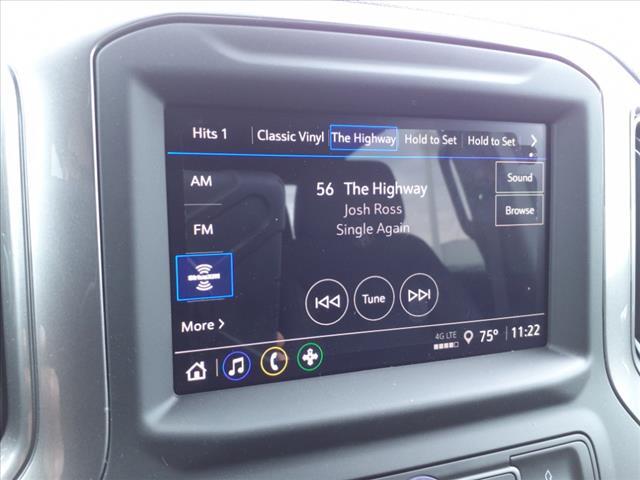 Hits 1
Classic Vinyl
The Highway
Hold to Set
Hold to Set
AM
56 The Highway
Sound
Josh Ross
Browse
FM
Single Again
SiriusXM
Tune
More
4G LTE
75°
11:22